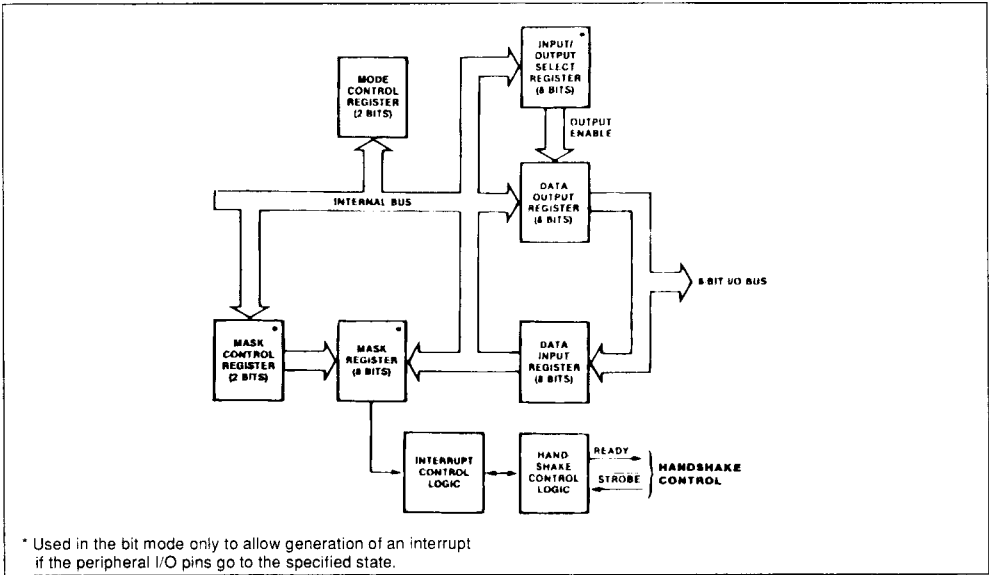 INPUT/
OUTPUT
SELECT
REGISTER
(8 BITS)
*
MODE
CONTROL
REGISTER
(2 BITS)
OUTPUT
ENABLE
INTERNAL BUS
DATA
OUTPUT
REGISTER
(8 BITS)
8-BIT I/O BUS
MASK
CONTROL
REGISTER
(2 BITS)
*
MASK
REGISTER
(8 BITS)
*
DATA
INPUT
REGISTER
(8 BITS)
INTERRUPT
CONTROL
LOGIC
HAND
SHAKE
CONTROL
LOGIC
READY
STROBE
HANDSHAKE
CONTROL
* Used in the bit mode only to allow generation of an interrupt
if the peripheral I/O pins go to the specified state.